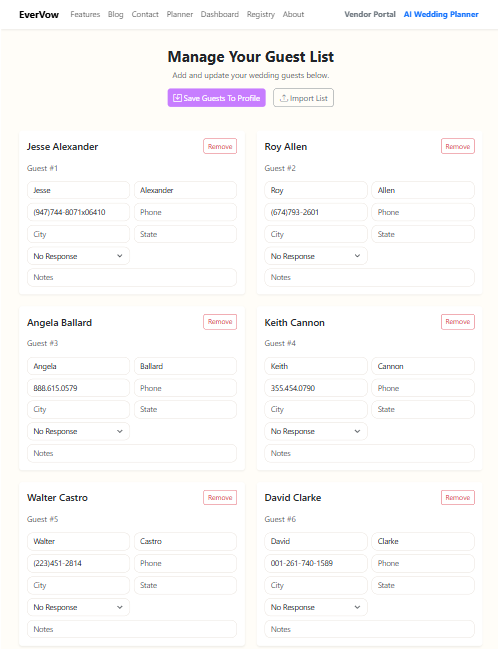 EverVow Features Blog Contact Planner Dashboard Registry About Vendor Portal AI Wedding Planner
Manage Your Guest List
Add and update your wedding guests below.
Save Guests To Profile Import List
Jesse Alexander Remove
Guest #1
Jesse Alexander
(947)744-8071x06410 Phone
City State
No Response
Notes
Roy Allen Remove
Guest #2
Roy Allen
(674)793-2601 Phone
City State
No Response
Notes
Angela Ballard Remove
Guest #3
Angela Ballard
888.615.0579 Phone
City State
No Response
Notes
Keith Cannon Remove
Guest #4
Keith Cannon
355.454.0790 Phone
City State
No Response
Notes
Walter Castro Remove
Guest #5
Walter Castro
(223)451-2814 Phone
City State
No Response
Notes
David Clarke Remove
Guest #6
David Clarke
001-261-740-1589 Phone
City State
No Response
Notes